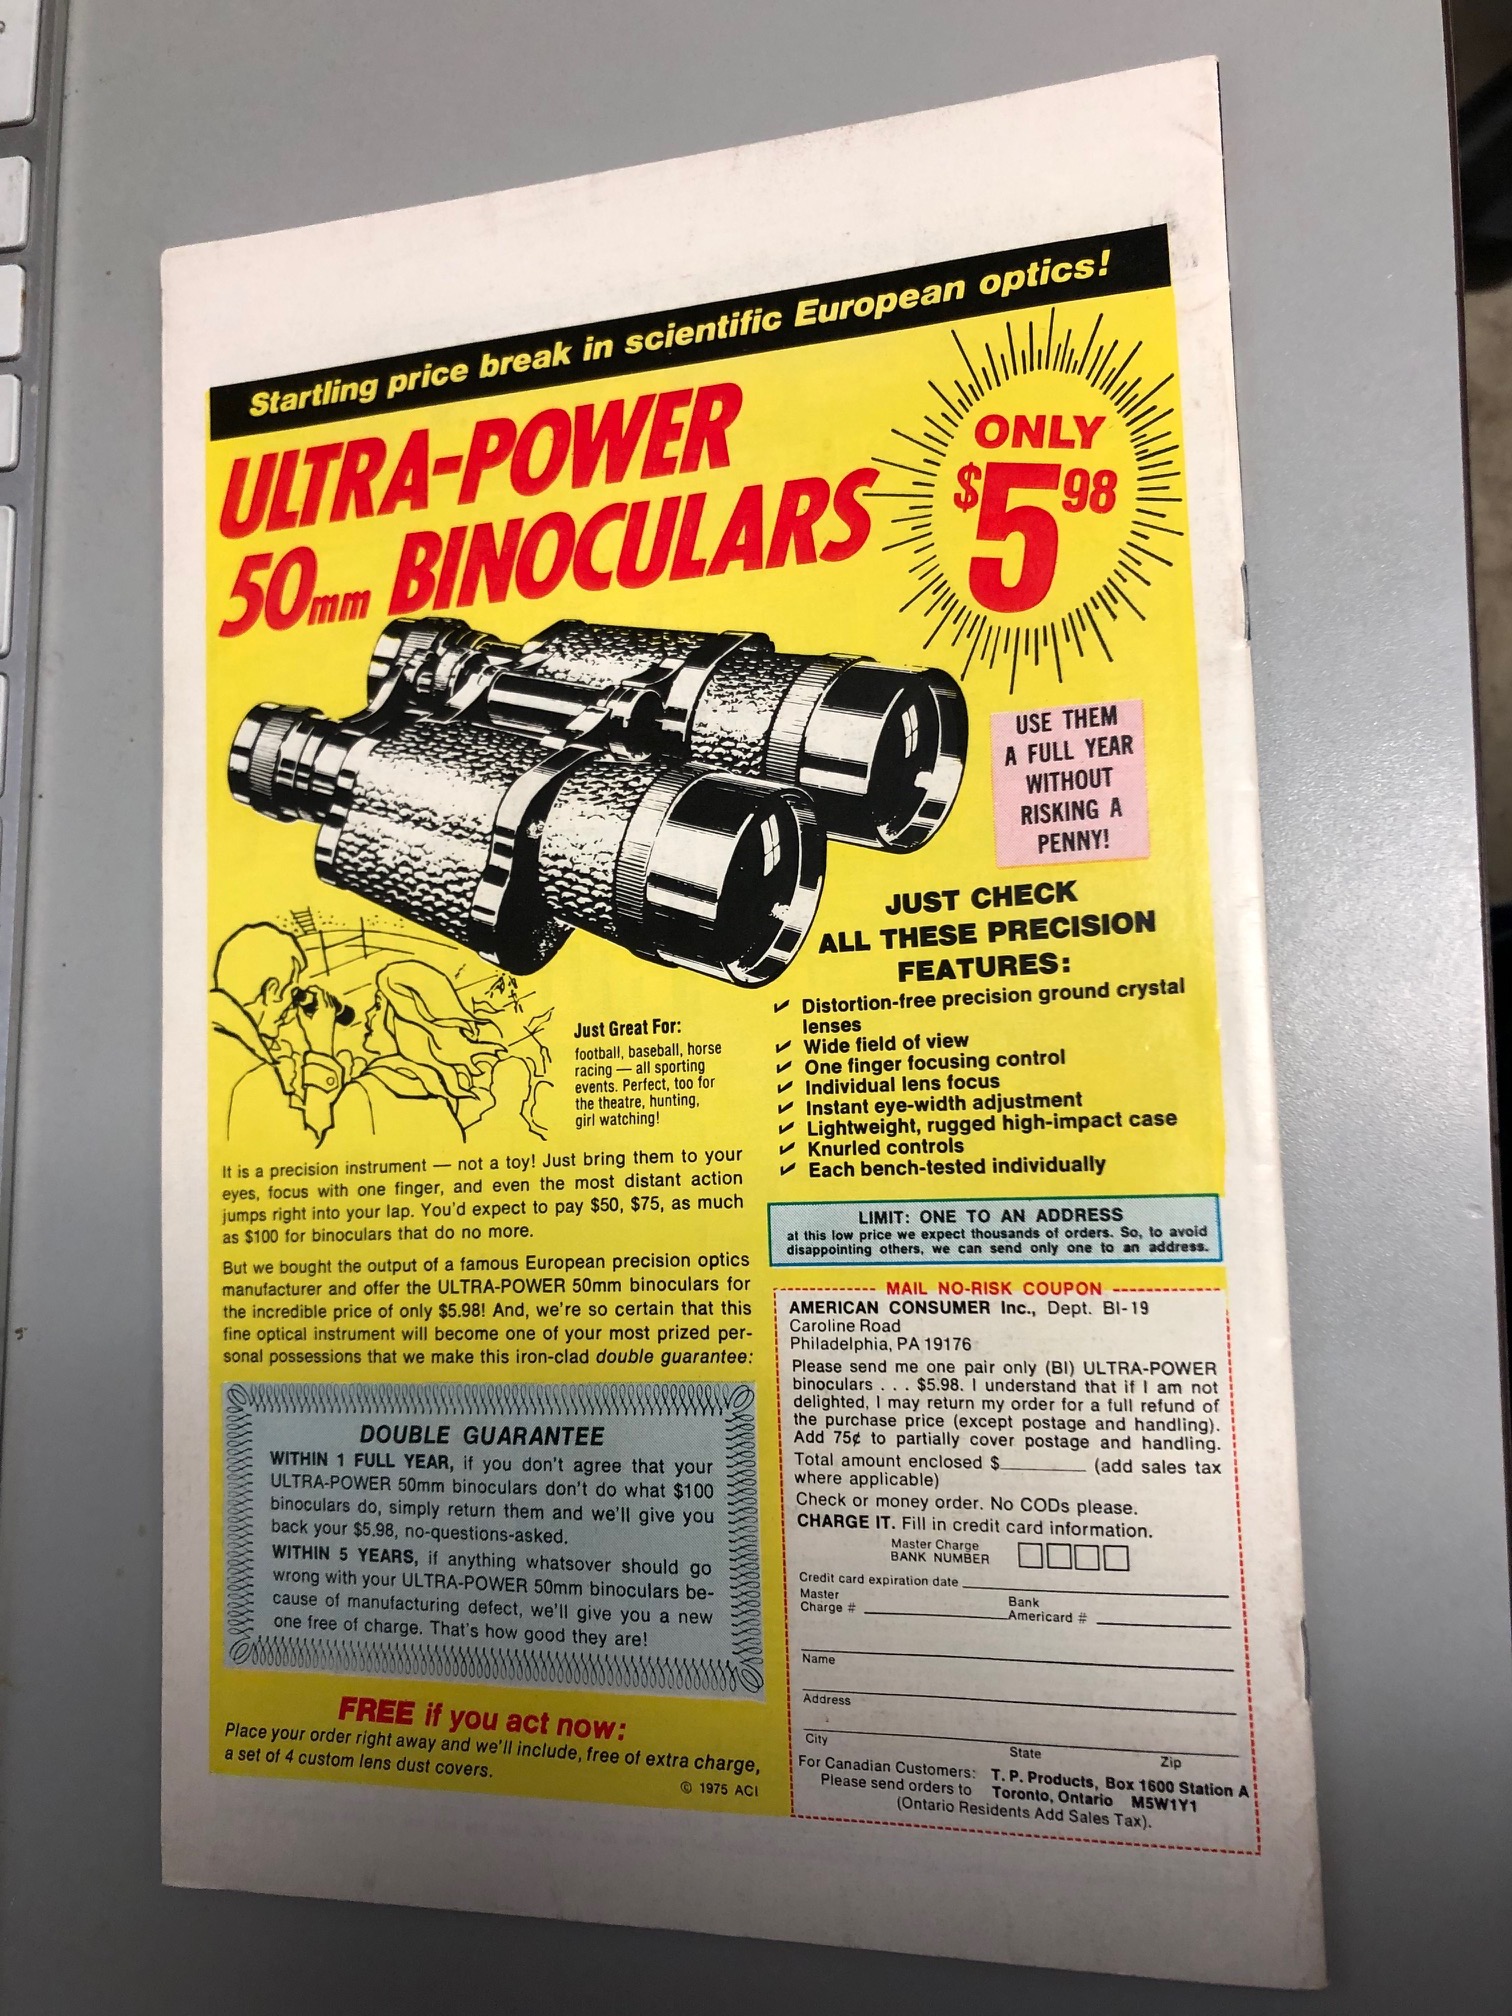 Startling price break in scientific European optics!
ULTRA-POWER
50mm BINOCULARS
ONLY
$5.98
USE THEM
A FULL YEAR
WITHOUT
RISKING A
PENNY!
JUST CHECK
ALL THESE PRECISION
FEATURES:
✔ Distortion-free precision ground crystal
lenses
✔ Wide field of view
✔ One finger focusing control
✔ Individual lens focus
✔ Instant eye-width adjustment
✔ Lightweight, rugged high-impact case
✔ Knurled controls
✔ Each bench-tested individually
Just Great For:
football, baseball, horse
racing — all sporting
events. Perfect, too for
the theatre, hunting,
girl watching!
It is a precision instrument — not a toy! Just bring them to your
eyes, focus with one finger, and even the most distant action
jumps right into your lap. You'd expect to pay $50, $75, as much
as $100 for binoculars that do no more.
But we bought the output of a famous European precision optics
manufacturer and offer the ULTRA-POWER 50mm binoculars for
the incredible price of only $5.98! And, we're so certain that this
fine optical instrument will become one of your most prized per-
sonal possessions that we make this iron-clad double guarantee:
DOUBLE GUARANTEE
WITHIN 1 FULL YEAR, if you don't agree that your
ULTRA-POWER 50mm binoculars don't do what $100
binoculars do, simply return them and we'll give you
back your $5.98, no-questions-asked.
WITHIN 5 YEARS, if anything whatsover should go
wrong with your ULTRA-POWER 50mm binoculars be-
cause of manufacturing defect, we'll give you a new
one free of charge. That's how good they are!
FREE if you act now:
Place your order right away and we'll include, free of extra charge,
a set of 4 custom lens dust covers.
© 1975 ACI
LIMIT: ONE TO AN ADDRESS
at this low price we expect thousands of orders. So, to avoid
disappointing others, we can send only one to an address.
MAIL NO-RISK COUPON
AMERICAN CONSUMER Inc., Dept. BI-19
Caroline Road
Philadelphia, PA 19176
Please send me one pair only (BI) ULTRA-POWER
binoculars . . . $5.98. I understand that if I am not
delighted, I may return my order for a full refund of
the purchase price (except postage and handling).
Add 75¢ to partially cover postage and handling.
Total amount enclosed $________ (add sales tax
where applicable)
Check or money order. No CODs please.
CHARGE IT. Fill in credit card information.
Master Charge
BANK NUMBER
Credit card expiration date
Master
Charge #
Bank
Americard #
Name
Address
City State Zip
For Canadian Customers: T. P. Products, Box 1600 Station A
Please send orders to Toronto, Ontario M5W1Y1
(Ontario Residents Add Sales Tax).